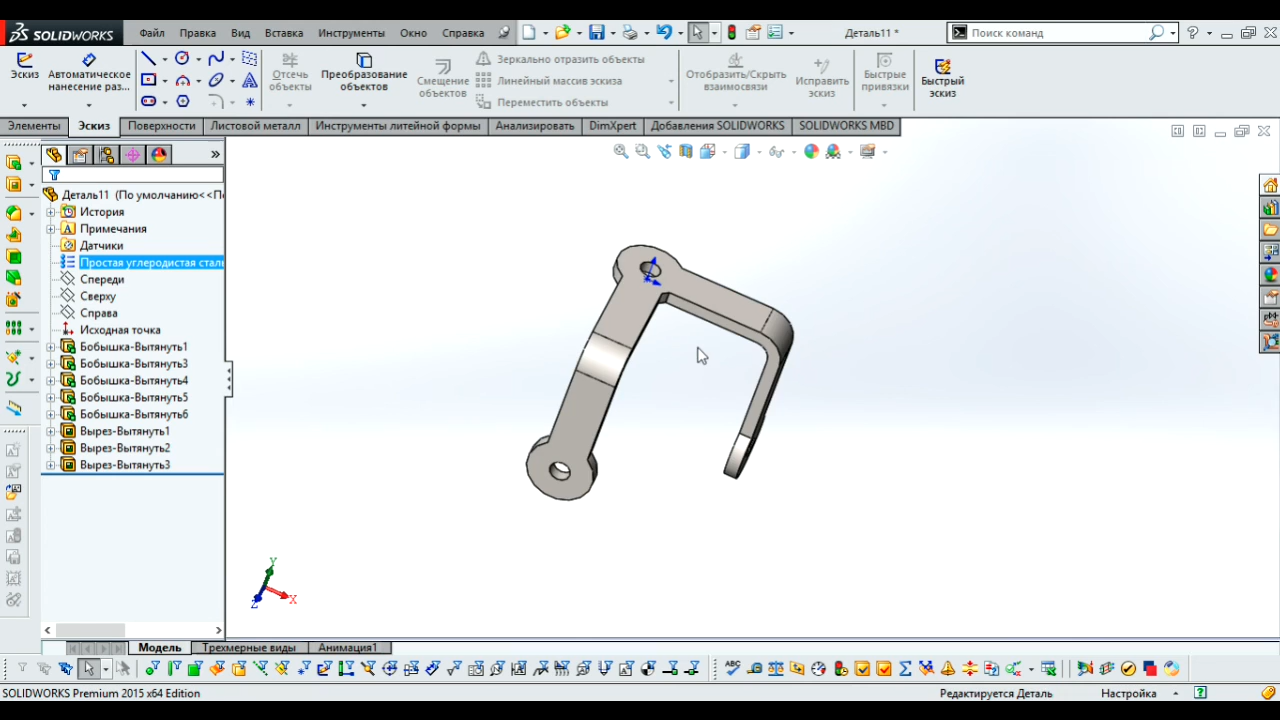 SOLIDWORKS Файл Правка Вид Вставка Инструменты Окно Справка Деталь11 * Поиск команд
Эскиз
Автоматическое
нанесение раз...
Отсечь
объекты
Преобразование
объектов
Смещение
объектов
Зеркально отразить объекты
Линейный массив эскиза
Переместить объекты
Отобразить/Скрыть
взаимосвязи
Исправить
эскиз
Быстрые
привязки
Быстрый
эскиз
Элементы Эскиз Поверхности Листовой металл Инструменты литейной формы Анализировать DimXpert Добавления SOLIDWORKS SOLIDWORKS MBD
Деталь11 (По умолчанию<<П
История
Примечания
Датчики
Простая углеродистая сталь
Спереди
Сверху
Справа
Исходная точка
Бобышка-Вытянуть1
Бобышка-Вытянуть3
Бобышка-Вытянуть4
Бобышка-Вытянуть5
Бобышка-Вытянуть6
Вырез-Вытянуть1
Вырез-Вытянуть2
Вырез-Вытянуть3
Y
X
Z
Модель Трехмерные виды Анимация1
SOLIDWORKS Premium 2015 x64 Edition Редактируется Деталь Настройка